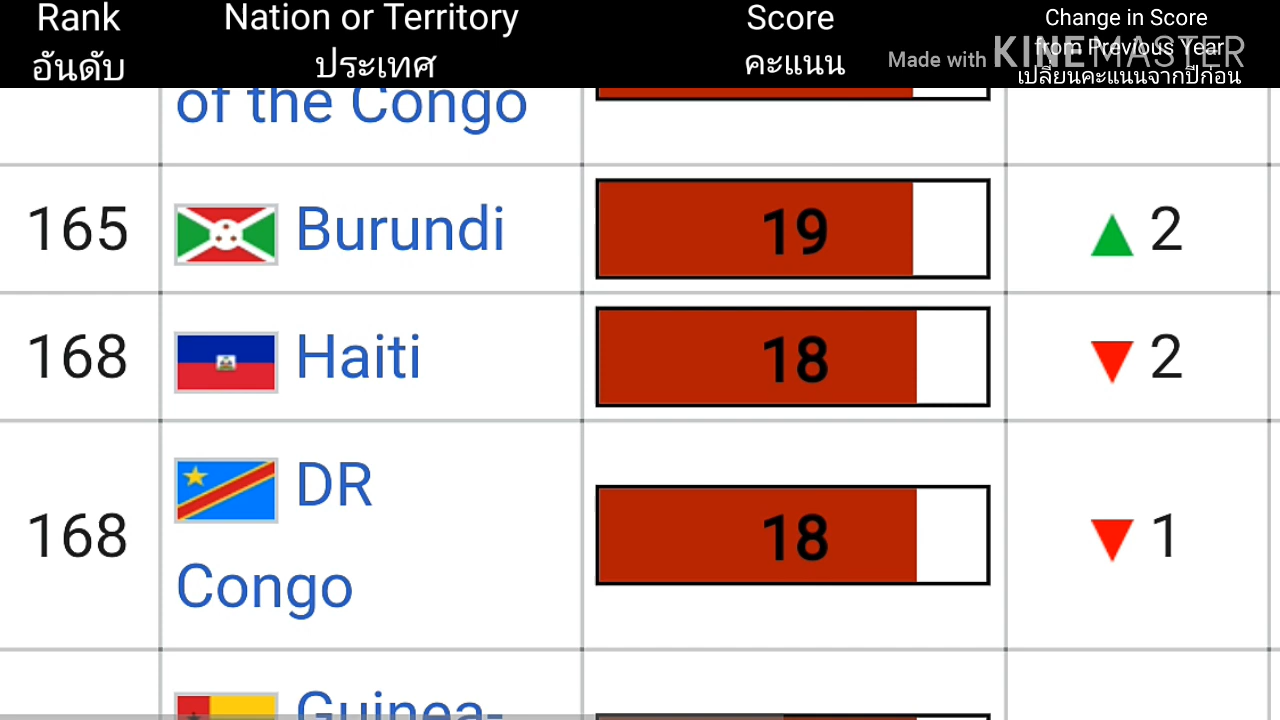 Rank
อันดับ
Nation or Territory
ประเทศ
Score
คะแนน
Change in Score
from Previous Year
เปลี่ยนคะแนนจากปีก่อน
Made with KINEMASTER
of the Congo
165 Burundi 19 ▲ 2
168 Haiti 18 ▼ 2
168 DR
Congo 18 ▼ 1
Guinea-